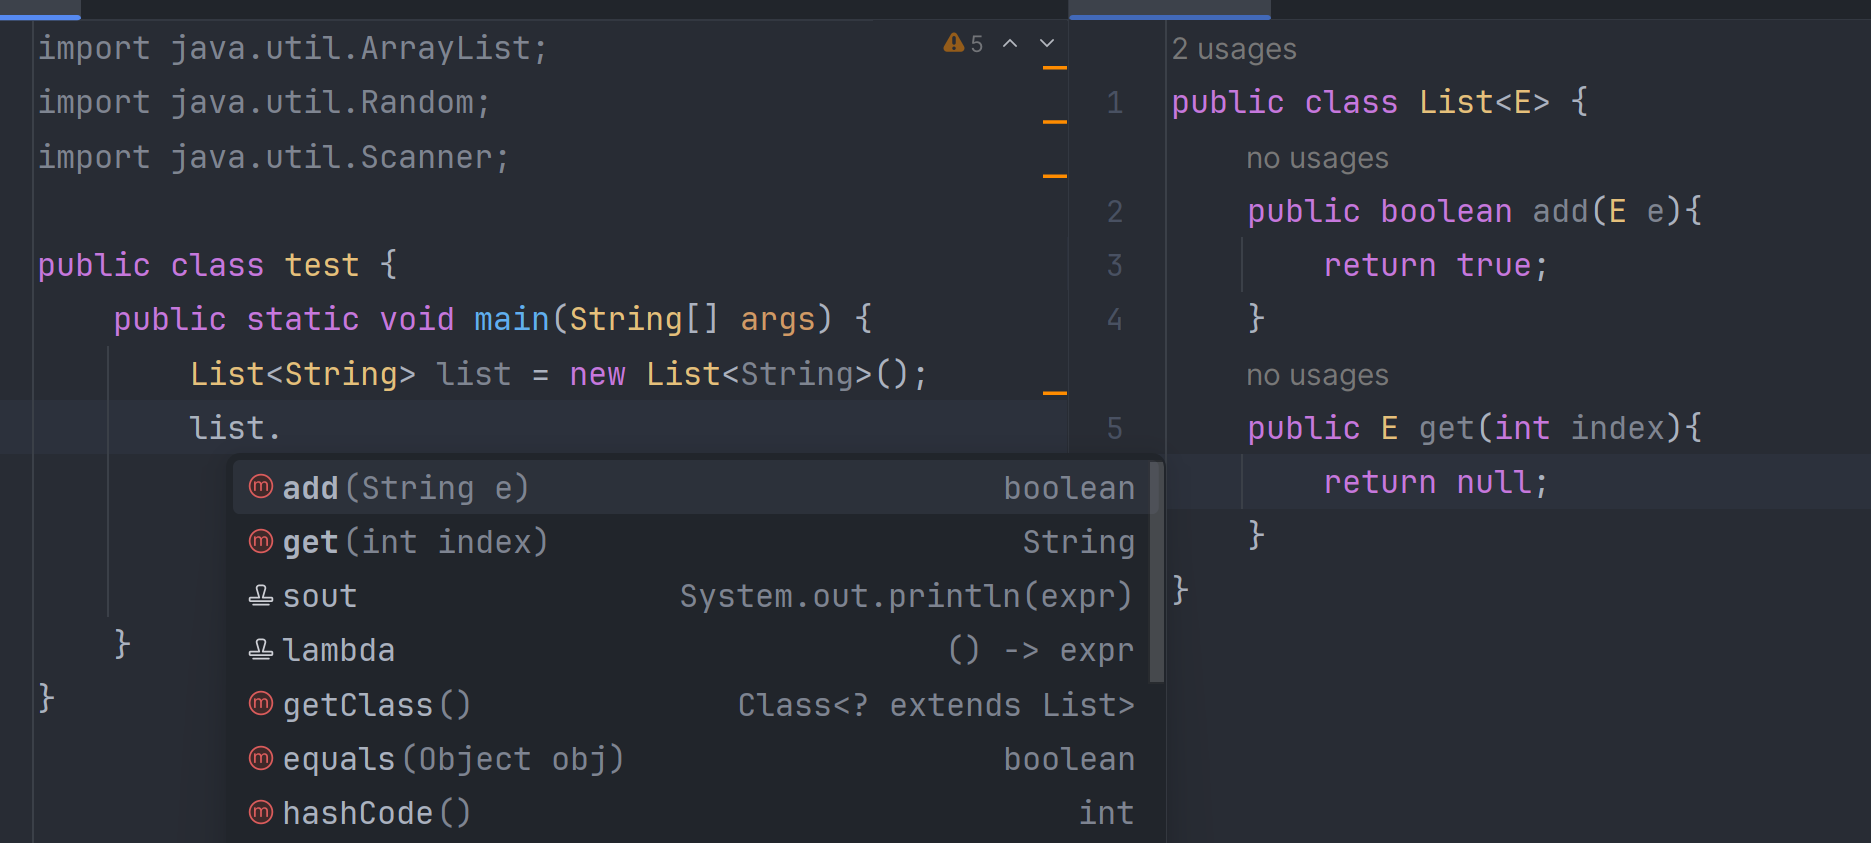 import java.util.ArrayList;
import java.util.Random;
import java.util.Scanner;
public class test {
public static void main(String[] args) {
List<String> list = new List<String>();
list.
}
}
5
add(String e) boolean
get(int index) String
sout System.out.println(expr)
lambda () -> expr
getClass() Class<? extends List>
equals(Object obj) boolean
hashCode() int
2 usages
1 public class List<E> {
no usages
2 public boolean add(E e){
3 return true;
4 }
no usages
5 public E get(int index){
return null;
}
}